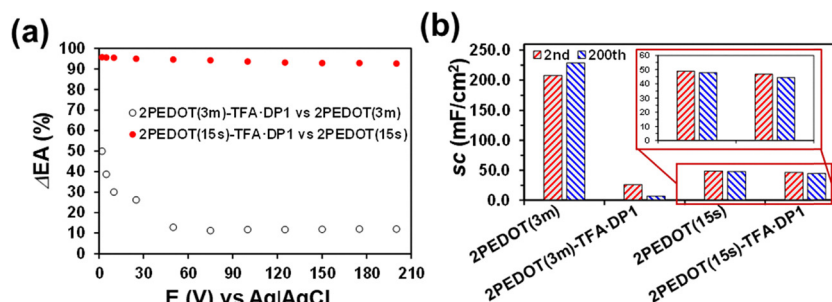 (a)
100
90
80
70
60
50
40
30
20
10
0
ΔEA (%)
2PEDOT(3m)-TFA·DP1 vs 2PEDOT(3m)
2PEDOT(15s)-TFA·DP1 vs 2PEDOT(15s)
0 30 60 90 120 150 180 210
E (V) vs Ag|AgCl
(b)
250.0
200.0
150.0
100.0
50.0
0.0
sc (mF/cm²)
2nd 200th
60
50
40
30
20
10
0
2PEDOT(3m)
2PEDOT(3m)-TFA·DP1
2PEDOT(15s)
2PEDOT(15s)-TFA·DP1